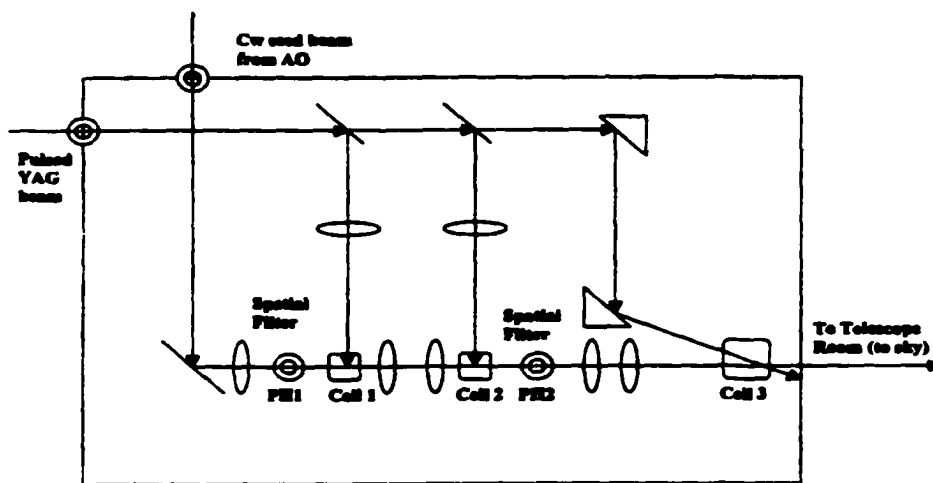 Cw seed beam
from AO
Pulsed
YAG
beam
Spatial
Filter
Spatial
Filter
To Telescope
Room (to sky)
PH1
Cell 1
Cell 2
PH2
Cell 3